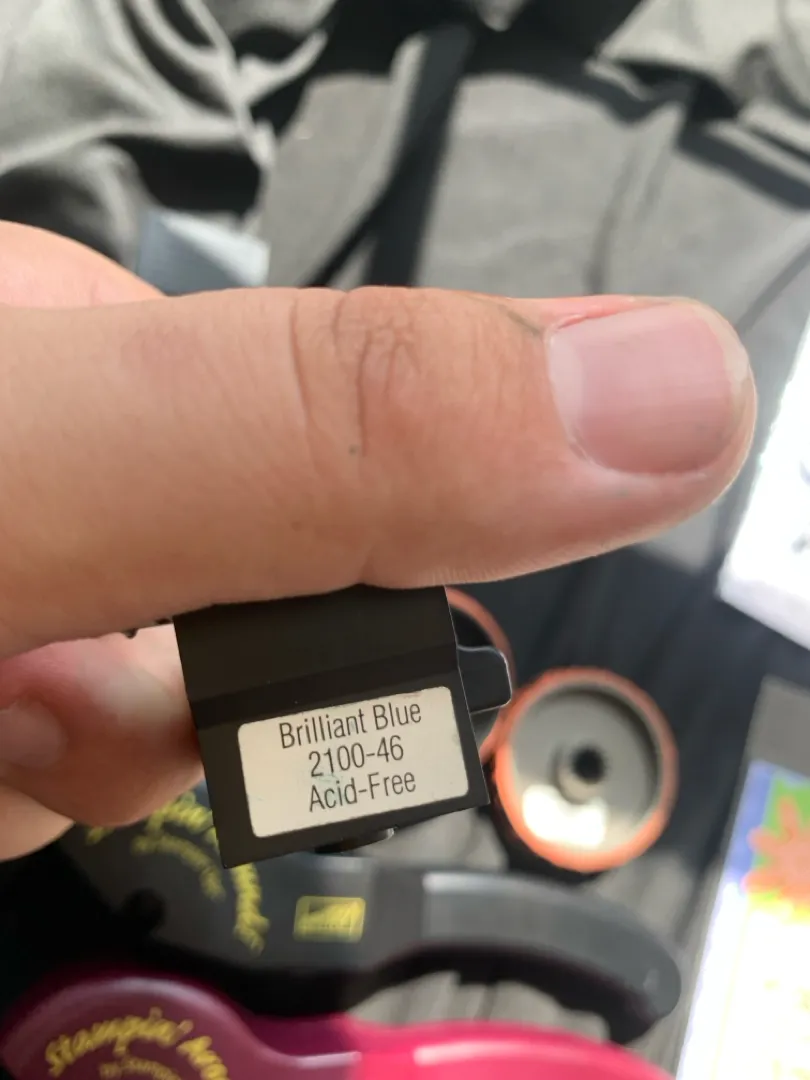 Brilliant Blue
2100-46
Acid-Free
Stampin'